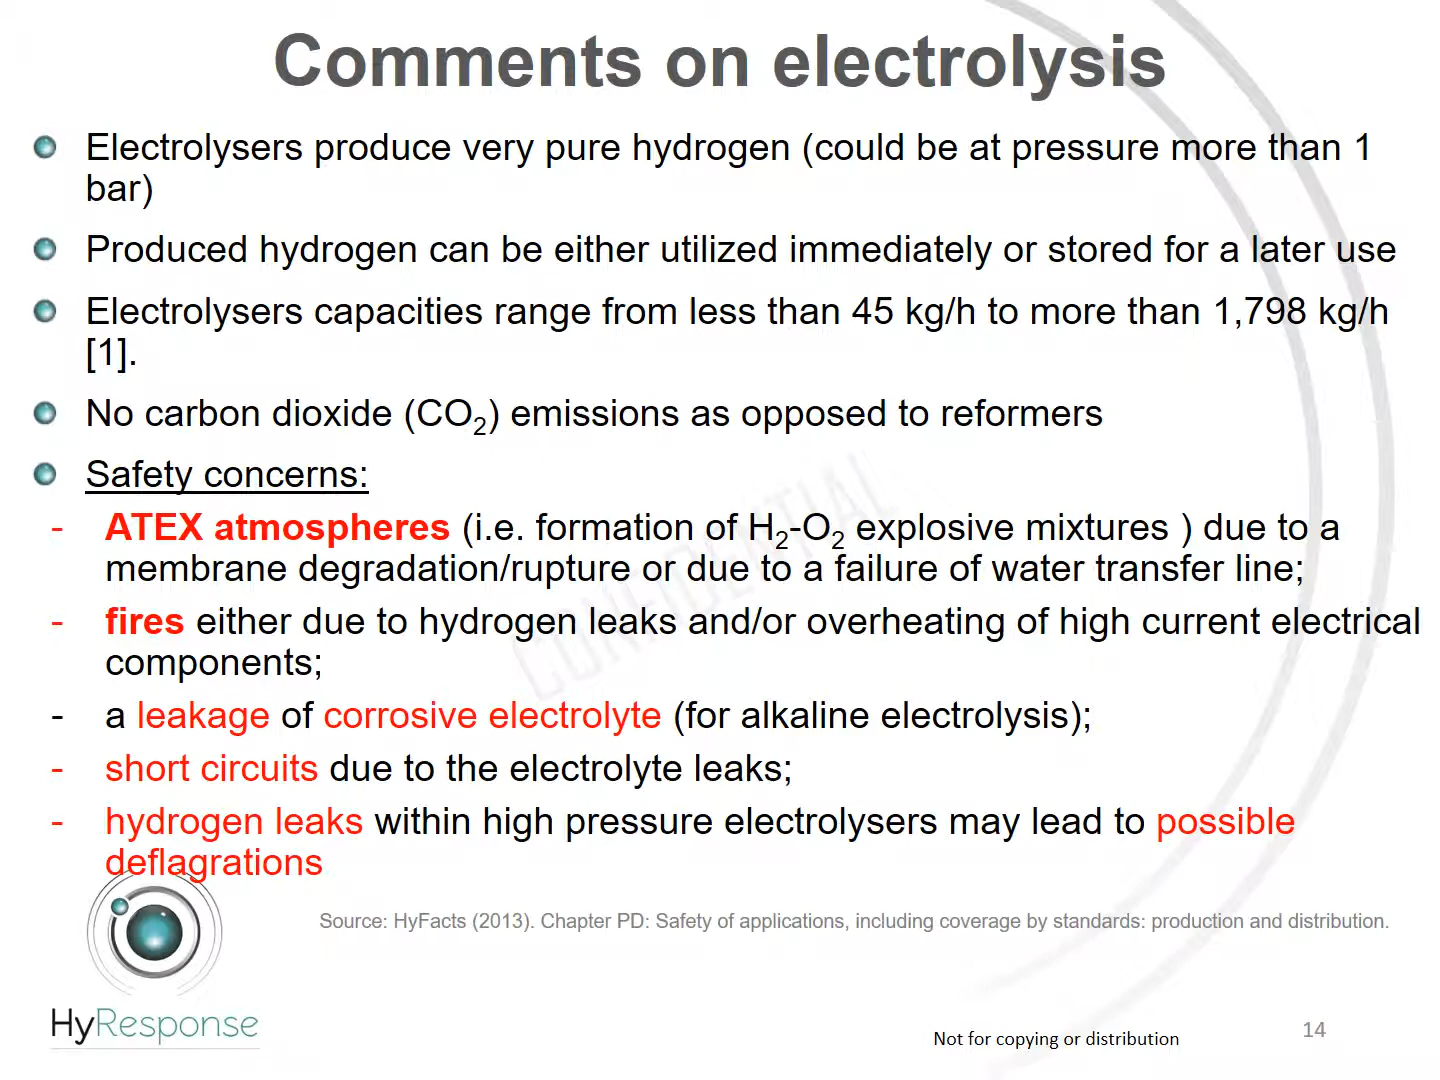 Comments on electrolysis
Electrolysers produce very pure hydrogen (could be at pressure more than 1
bar)
Produced hydrogen can be either utilized immediately or stored for a later use
Electrolysers capacities range from less than 45 kg/h to more than 1,798 kg/h
[1].
No carbon dioxide (CO2) emissions as opposed to reformers
Safety concerns:
- ATEX atmospheres (i.e. formation of H2-O2 explosive mixtures ) due to a
membrane degradation/rupture or due to a failure of water transfer line;
- fires either due to hydrogen leaks and/or overheating of high current electrical
components;
- a leakage of corrosive electrolyte (for alkaline electrolysis);
- short circuits due to the electrolyte leaks;
- hydrogen leaks within high pressure electrolysers may lead to possible
deflagrations
CONFIDENTIAL
Source: HyFacts (2013). Chapter PD: Safety of applications, including coverage by standards: production and distribution.
HyResponse
Not for copying or distribution
14